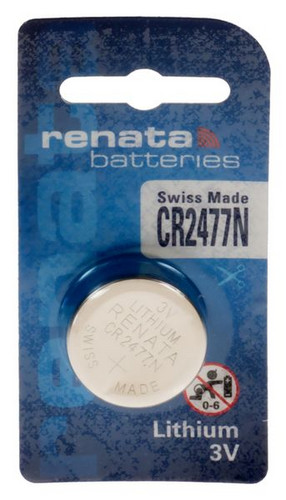 renata
batteries
Swiss Made
CR2477N
3V
LITHIUM
RENATA
CR2477N
SWISS
MADE
0-6
Lithium
3V